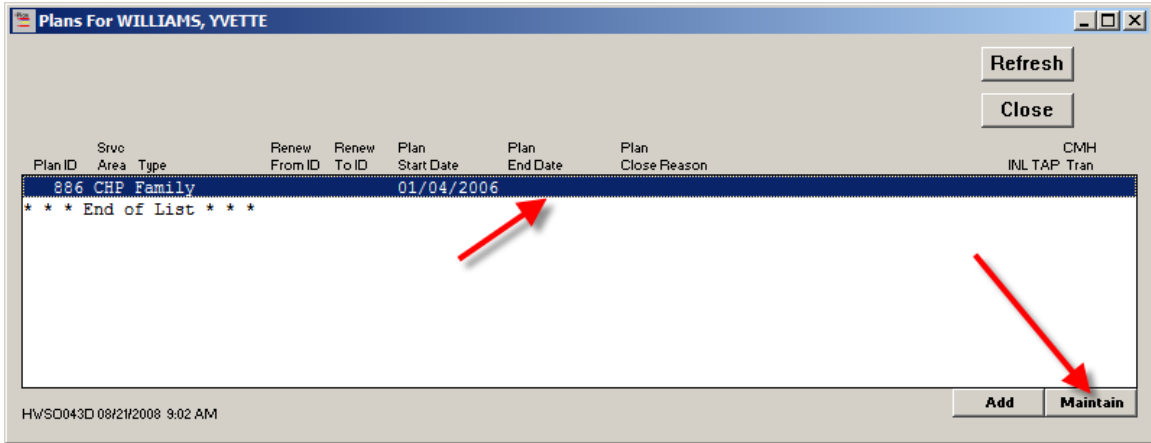 Plans For WILLIAMS, YVETTE
Refresh
Close
Srvc Renew Renew Plan Plan Plan CMH
Plan ID Area Type From ID To ID Start Date End Date Close Reason INL TAP Tran
886 CHP Family 01/04/2006
* * * End of List * * *
Add Maintain
HWSO043D 08/21/2008 9:02 AM